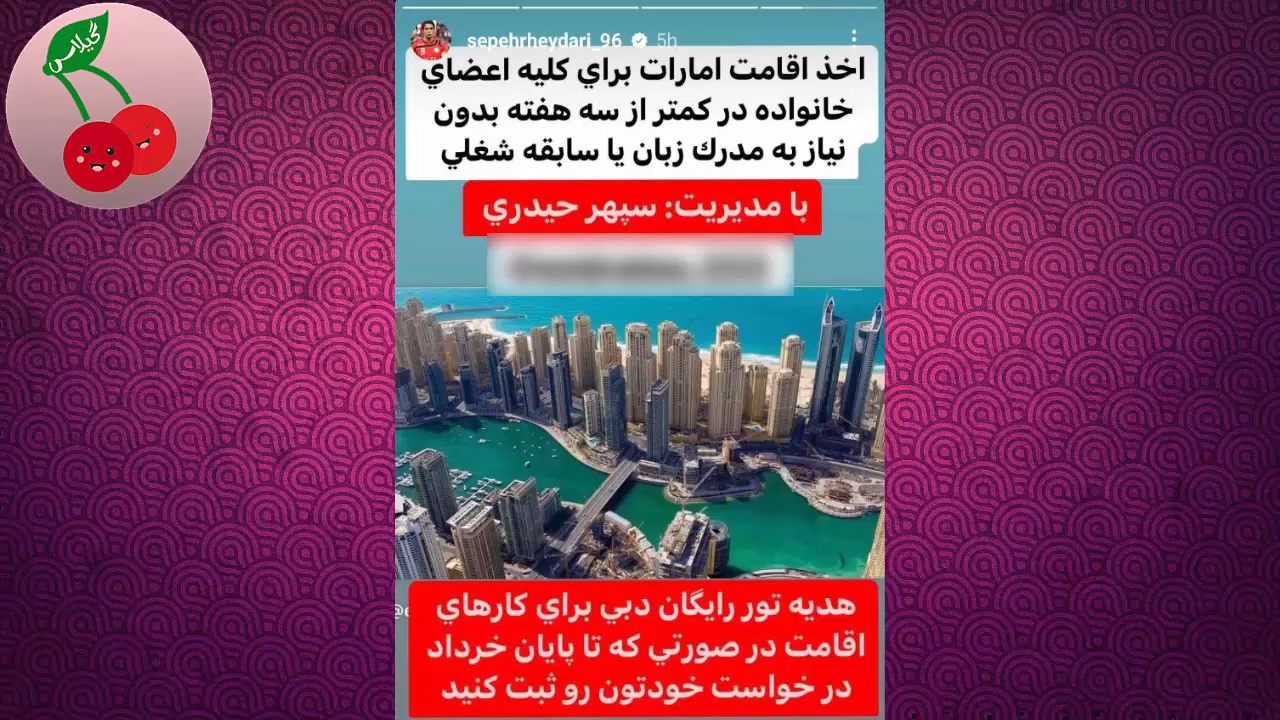 گیلاس
sepehrheydari_96 5h
اخذ اقامت امارات براي كليه اعضاي
خانواده در كمتر از سه هفته بدون
نياز به مدرك زبان يا سابقه شغلي
با مديريت: سپهر حيدري
هديه تور رايگان دبي براي كارهاي
اقامت در صورتي كه تا پايان خرداد
در خواست خودتون رو ثبت كنيد